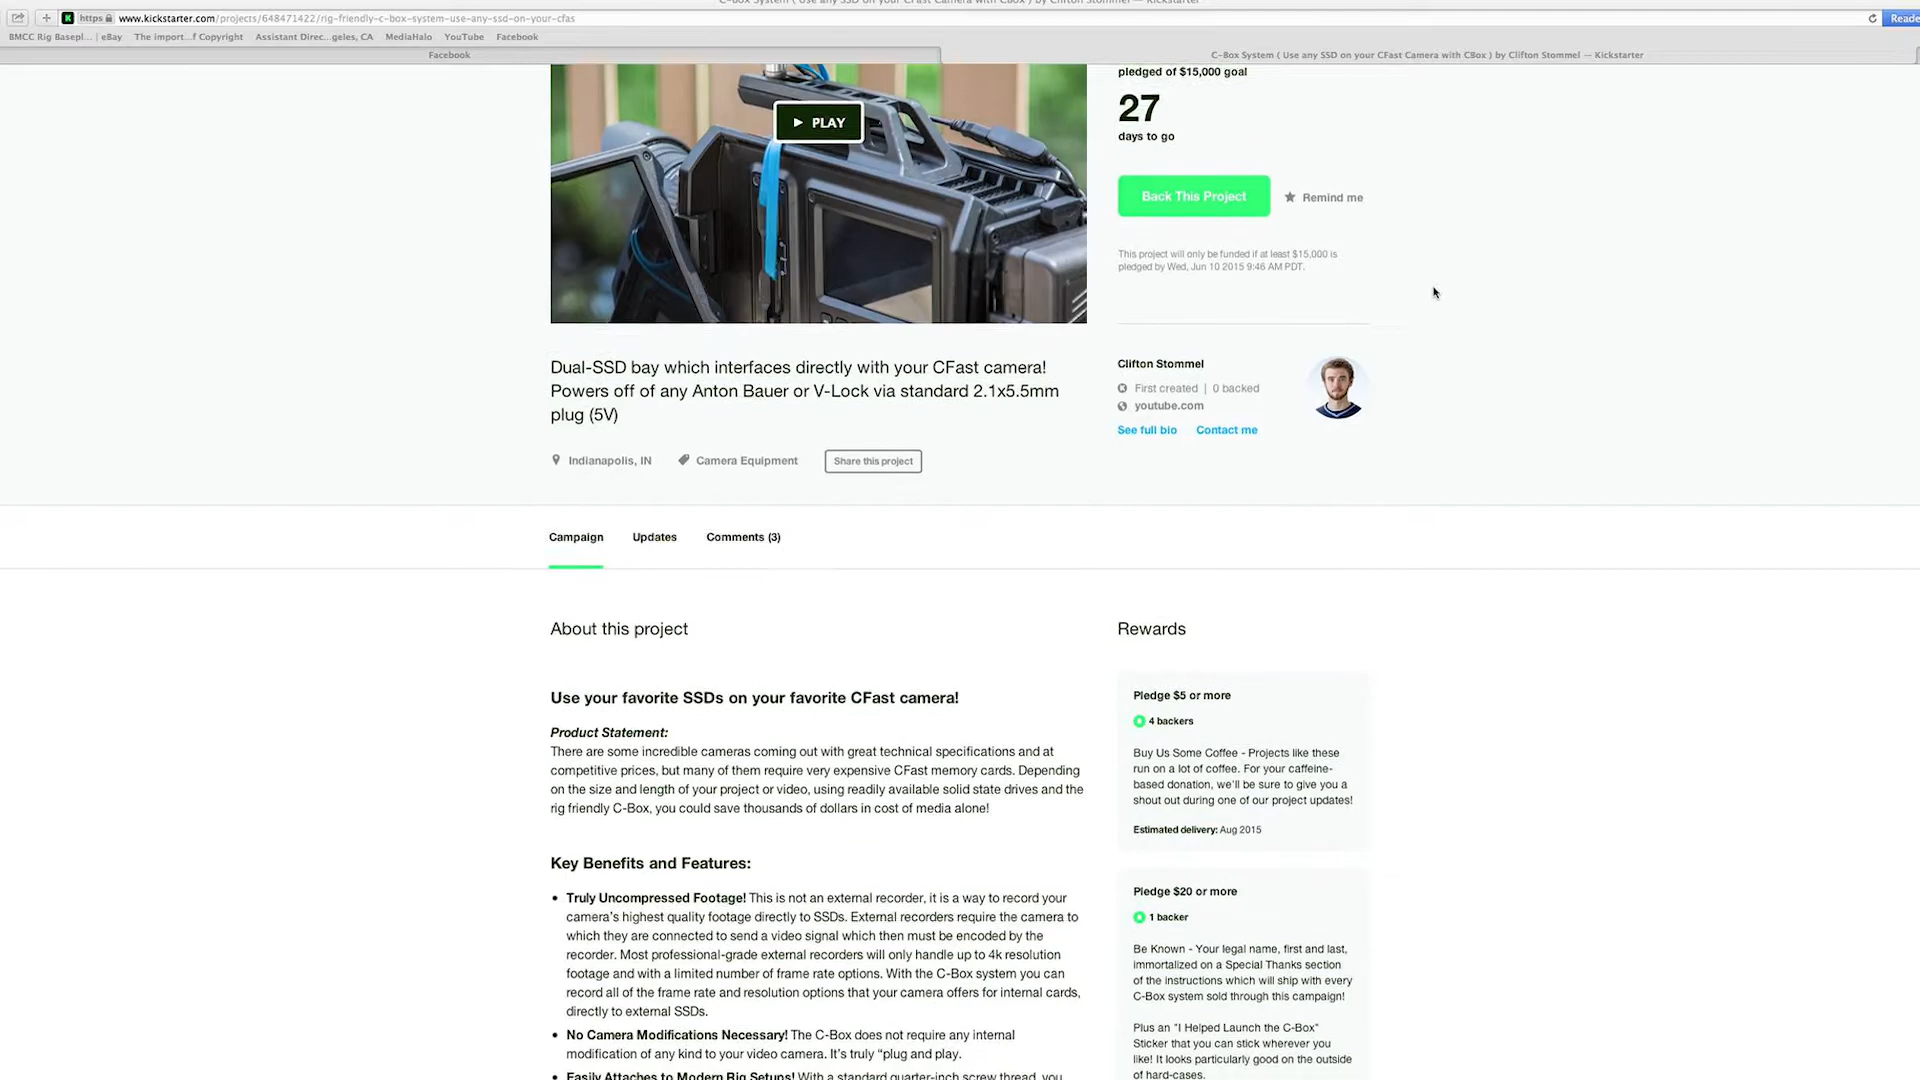 C-Box System ( Use any SSD on your CFast Camera with CBox ) by Clifton Stommel — Kickstarter
https www.kickstarter.com/projects/648471422/rig-friendly-c-box-system-use-any-ssd-on-your-cfas
Reade
BMCC Rig Basepl... | eBay The import...f Copyright Assistant Direc...geles, CA MediaHalo YouTube Facebook
Facebook
C-Box System ( Use any SSD on your CFast Camera with CBox ) by Clifton Stommel — Kickstarter
PLAY
pledged of $15,000 goal
27
days to go
Back This Project
Remind me
This project will only be funded if at least $15,000 is
pledged by Wed, Jun 10 2015 9:46 AM PDT.
Dual-SSD bay which interfaces directly with your CFast camera!
Powers off of any Anton Bauer or V-Lock via standard 2.1x5.5mm
plug (5V)
Clifton Stommel
First created | 0 backed
youtube.com
See full bio Contact me
Indianapolis, IN Camera Equipment Share this project
Campaign Updates Comments (3)
About this project
Use your favorite SSDs on your favorite CFast camera!
Product Statement:
There are some incredible cameras coming out with great technical specifications and at
competitive prices, but many of them require very expensive CFast memory cards. Depending
on the size and length of your project or video, using readily available solid state drives and the
rig friendly C-Box, you could save thousands of dollars in cost of media alone!
Key Benefits and Features:
Truly Uncompressed Footage! This is not an external recorder, it is a way to record your
camera's highest quality footage directly to SSDs. External recorders require the camera to
which they are connected to send a video signal which then must be encoded by the
recorder. Most professional-grade external recorders will only handle up to 4k resolution
footage and with a limited number of frame rate options. With the C-Box system you can
record all of the frame rate and resolution options that your camera offers for internal cards,
directly to external SSDs.
No Camera Modifications Necessary! The C-Box does not require any internal
modification of any kind to your video camera. It's truly “plug and play.
Easily Attaches to Modern Rig Setups! With a standard quarter-inch screw thread, you
Rewards
Pledge $5 or more
4 backers
Buy Us Some Coffee - Projects like these
run on a lot of coffee. For your caffeine-
based donation, we'll be sure to give you a
shout out during one of our project updates!
Estimated delivery: Aug 2015
Pledge $20 or more
1 backer
Be Known - Your legal name, first and last,
immortalized on a Special Thanks section
of the instructions which will ship with every
C-Box system sold through this campaign!
Plus an "I Helped Launch the C-Box"
Sticker that you can stick wherever you
like! It looks particularly good on the outside
of hard-cases.